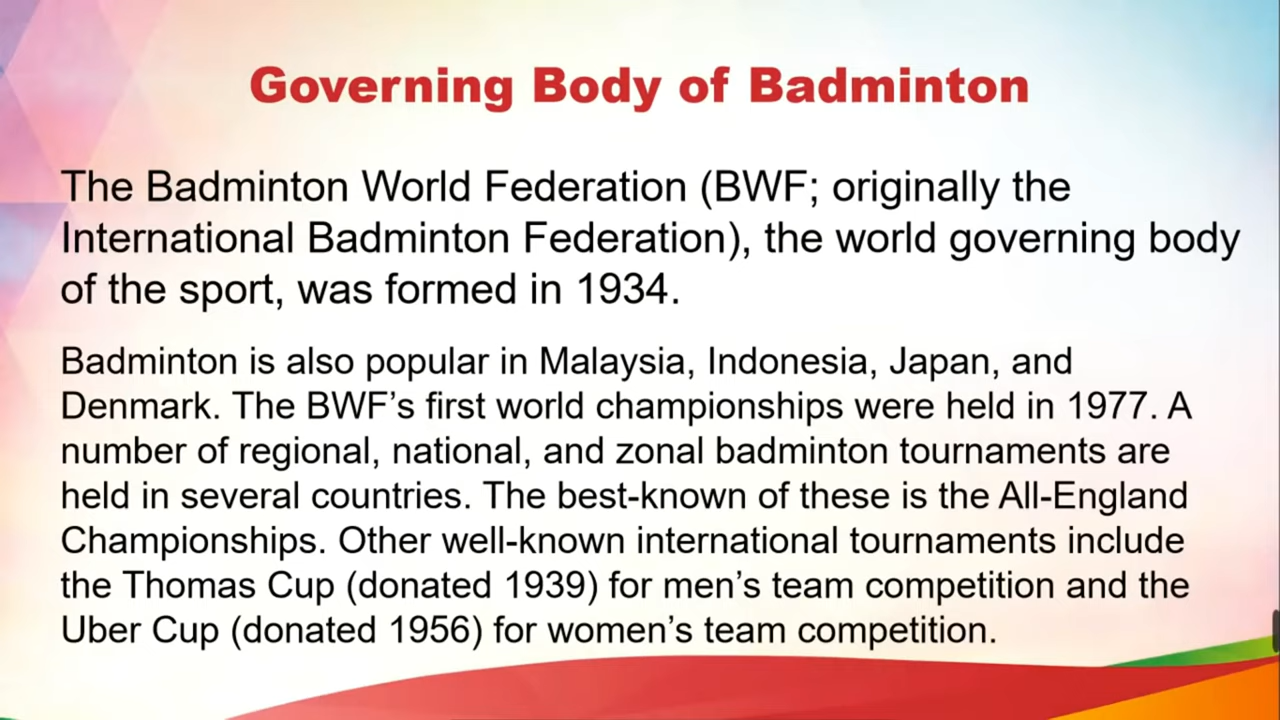 Governing Body of Badminton
The Badminton World Federation (BWF; originally the
International Badminton Federation), the world governing body
of the sport, was formed in 1934.
Badminton is also popular in Malaysia, Indonesia, Japan, and
Denmark. The BWF’s first world championships were held in 1977. A
number of regional, national, and zonal badminton tournaments are
held in several countries. The best-known of these is the All-England
Championships. Other well-known international tournaments include
the Thomas Cup (donated 1939) for men’s team competition and the
Uber Cup (donated 1956) for women’s team competition.